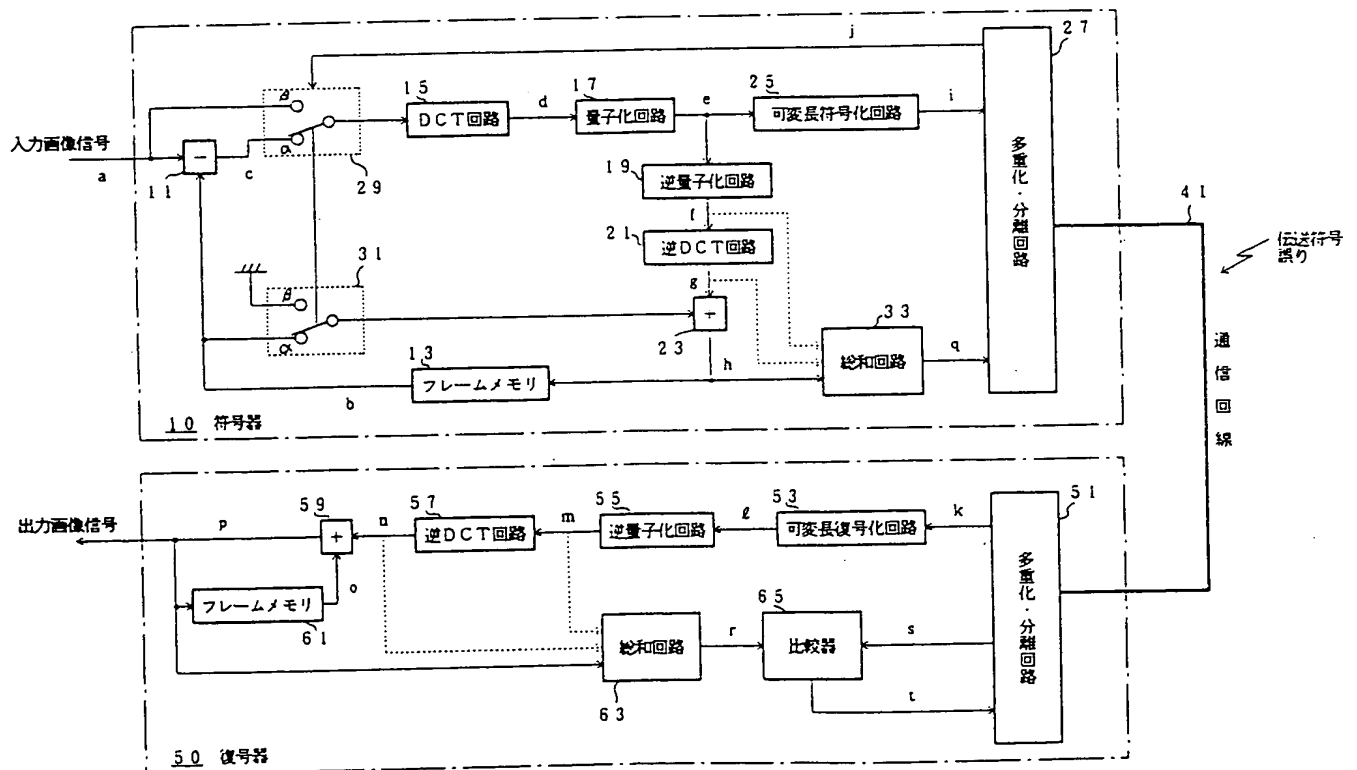 j
27
β
15
d
17
e
25
i
DCT回路
量子化回路
可変長符号化回路
入力画像信号
a
−
11
c
α
29
19
逆量子化回路
f
21
逆DCT回路
多重化・分離回路
41
伝送符号
誤り
31
β
α
g
+
23
33
総和回路
q
h
13
フレームメモリ
b
10 符号器
通信回線
出力画像信号
p
59
+
n
57
逆DCT回路
m
55
逆量子化回路
ℓ
53
可変長復号化回路
k
51
o
フレームメモリ
61
総和回路
63
r
65
比較器
s
t
多重化・分離回路
50 復号器